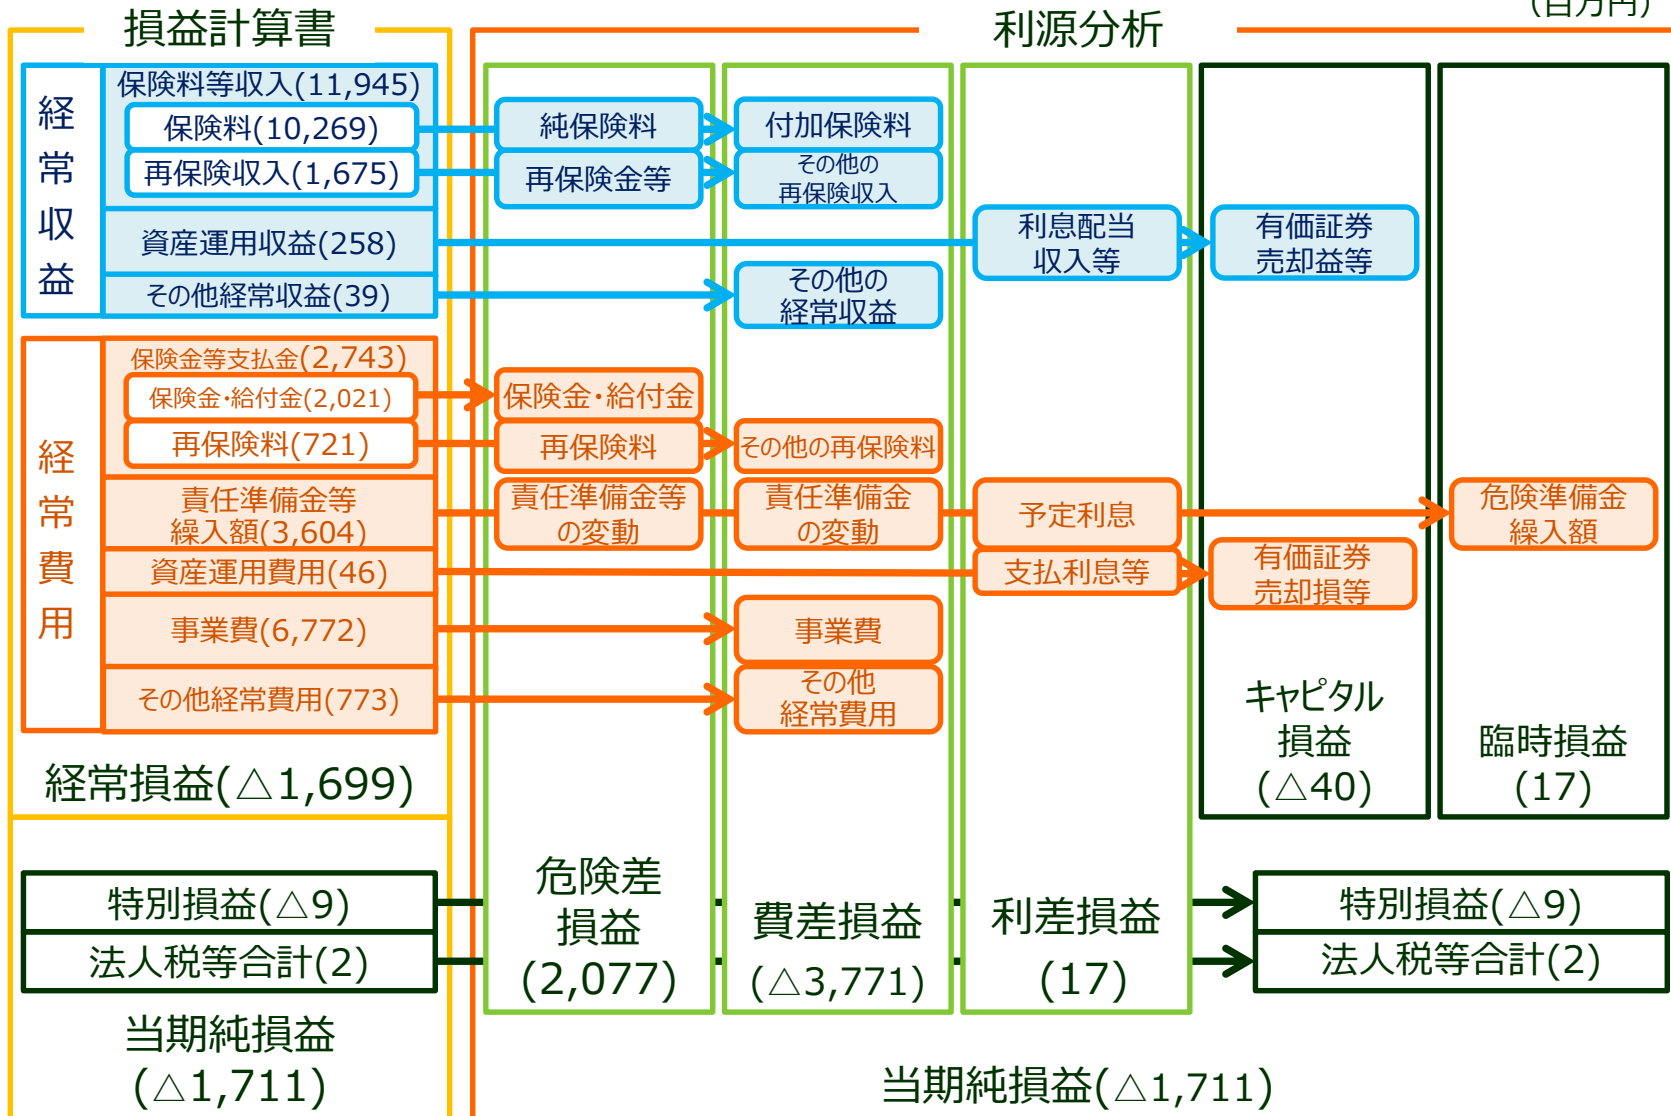 (百万円)
損益計算書
利源分析
経常収益
保険料等収入(11,945)
保険料(10,269)
再保険収入(1,675)
資産運用収益(258)
その他経常収益(39)
純保険料
付加保険料
再保険金等
その他の
再保険収入
利息配当
収入等
有価証券
売却益等
その他の
経常収益
経常費用
保険金等支払金(2,743)
保険金・給付金(2,021)
再保険料(721)
責任準備金等
繰入額(3,604)
資産運用費用(46)
事業費(6,772)
その他経常費用(773)
保険金・給付金
再保険料
その他の再保険料
責任準備金等
の変動
責任準備金
の変動
予定利息
危険準備金
繰入額
支払利息等
有価証券
売却損等
事業費
その他
経常費用
経常損益(△1,699)
キャピタル
損益
(△40)
臨時損益
(17)
特別損益(△9)
法人税等合計(2)
危険差
損益
(2,077)
費差損益
(△3,771)
利差損益
(17)
特別損益(△9)
法人税等合計(2)
当期純損益
(△1,711)
当期純損益(△1,711)